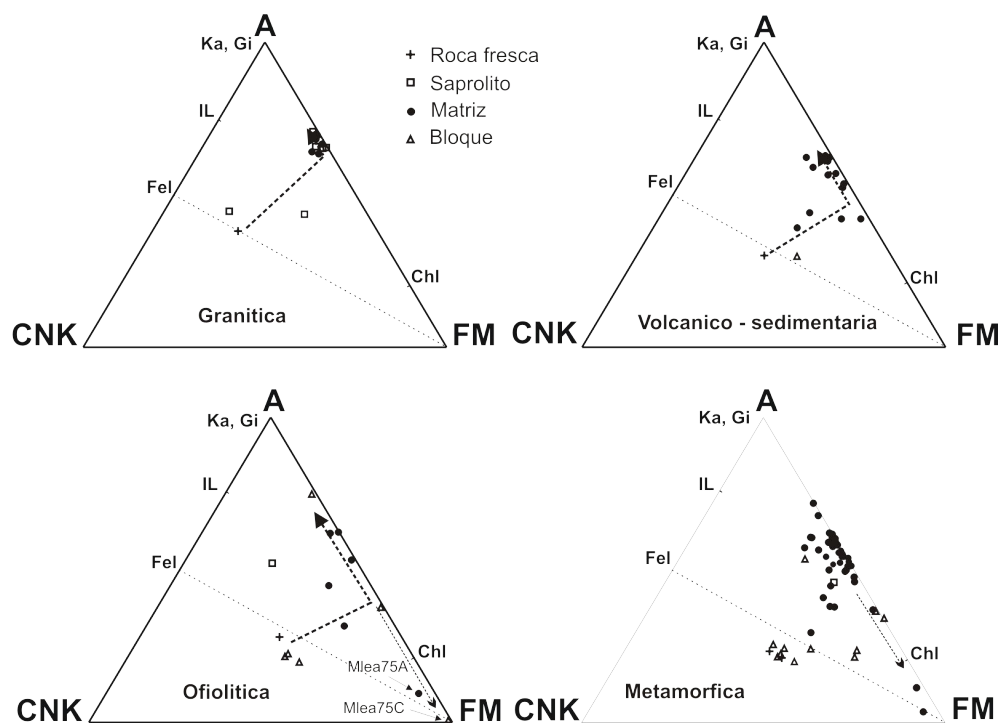 A
Ka, Gi
IL
Fel
Chl
CNK
FM
Granitica
Roca fresca
Saprolito
Matriz
Bloque
A
Ka, Gi
IL
Fel
Chl
CNK
FM
Volcanico - sedimentaria
A
Ka, Gi
IL
Fel
Chl
Mlea75A
Mlea75C
CNK
FM
Ofiolitica
A
Ka, Gi
IL
Fel
Chl
CNK
FM
Metamorfica